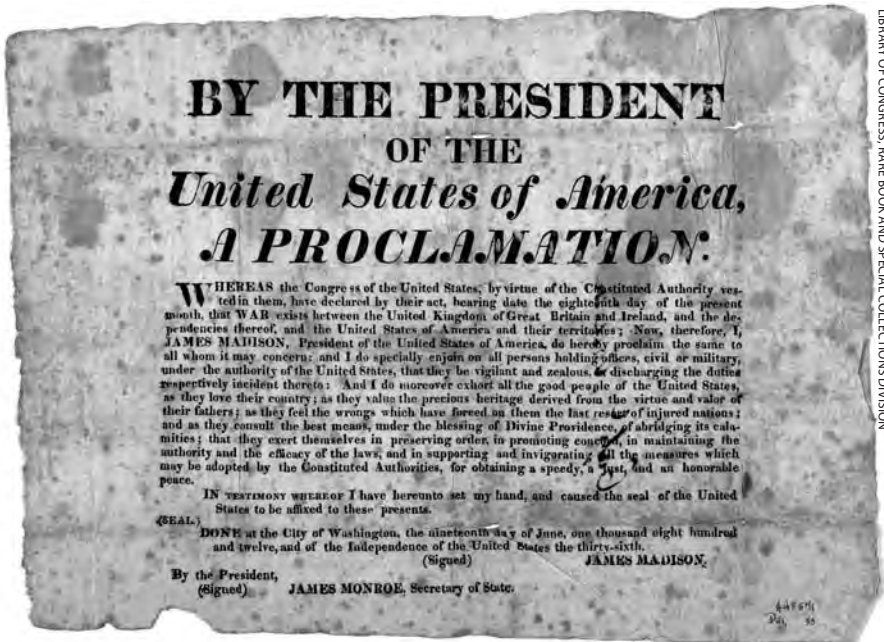 BY THE PRESIDENT
OF THE
United States of America,
A PROCLAMATION.
WHEREAS the Congress of the United States, by virtue of the Constituted Authority ves-
ted in them, have declared by their act, bearing date the eighteenth day of the present
month, that WAR exists between the United Kingdom of Great Britain and Ireland, and the de-
pendencies thereof, and the United States of America and their territories; Now, therefore, I,
JAMES MADISON, President of the United States of America, do hereby proclaim the same to
all whom it may concern: and I do specially enjoin on all persons holding offices, civil or military,
under the authority of the United States, that they be vigilant and zealous, in discharging the duties
respectively incident thereto: And I do moreover exhort all the good people of the United States,
as they love their country; as they value the precious heritage derived from the virtue and valor of
their fathers; as they feel the wrongs which have forced on them the last resort of injured nations;
and as they consult the best means, under the blessing of Divine Providence, of abridging its cala-
mities; that they exert themselves in preserving order, in promoting concord, in maintaining the
authority and the efficacy of the laws, and in supporting and invigorating all the measures which
may be adopted by the Constituted Authorities, for obtaining a speedy, a just, and an honorable
peace.
IN TESTIMONY WHEREOF I have hereunto set my hand, and caused the seal of the United
States to be affixed to these presents.
(SEAL.)
DONE at the City of Washington, the nineteenth day of June, one thousand eight hundred
and twelve, and of the Independence of the United States the thirty-sixth.
(Signed) JAMES MADISON.
By the President,
(Signed) JAMES MONROE, Secretary of State.
LIBRARY OF CONGRESS, RARE BOOK AND SPECIAL COLLECTIONS DIVISION